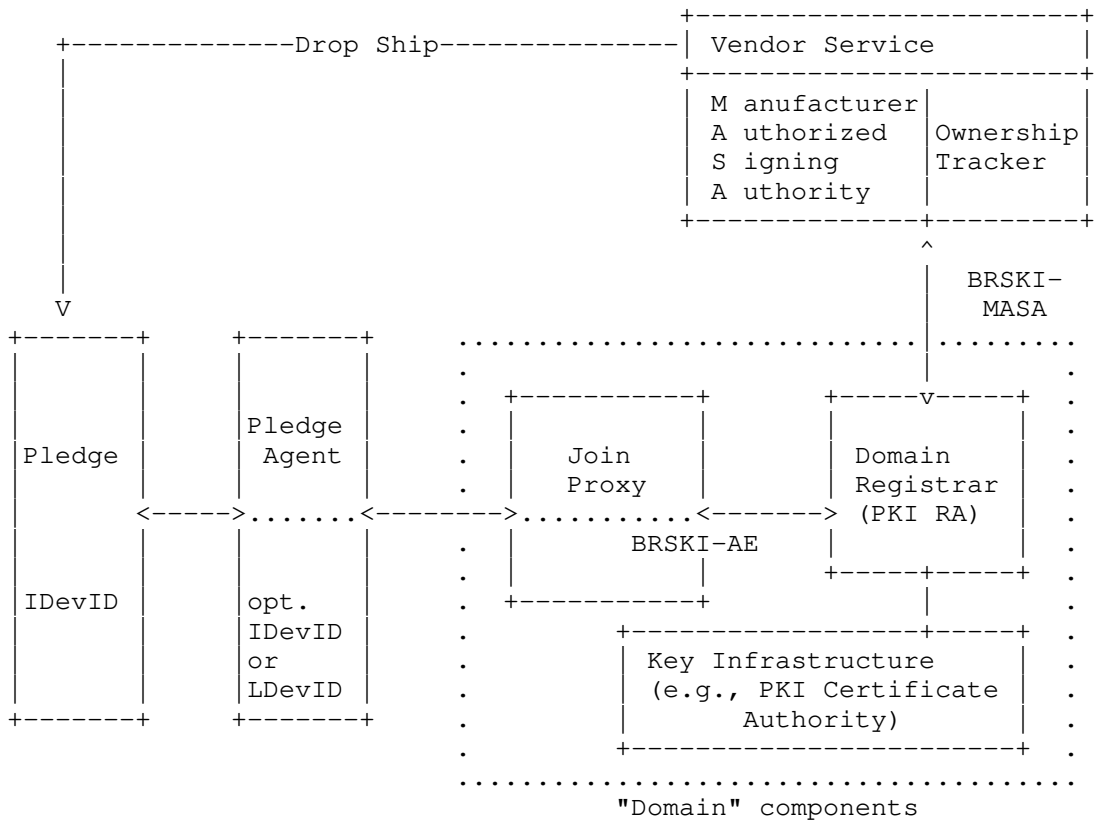 Drop Ship
Vendor Service
M anufacturer
A uthorized Ownership
S igning Tracker
A uthority
BRSKI-
V MASA
v
Pledge
Pledge Agent Join Domain
Proxy Registrar
(PKI RA)
BRSKI-AE
IDevID opt.
IDevID
or Key Infrastructure
LDevID (e.g., PKI Certificate
Authority)
"Domain" components